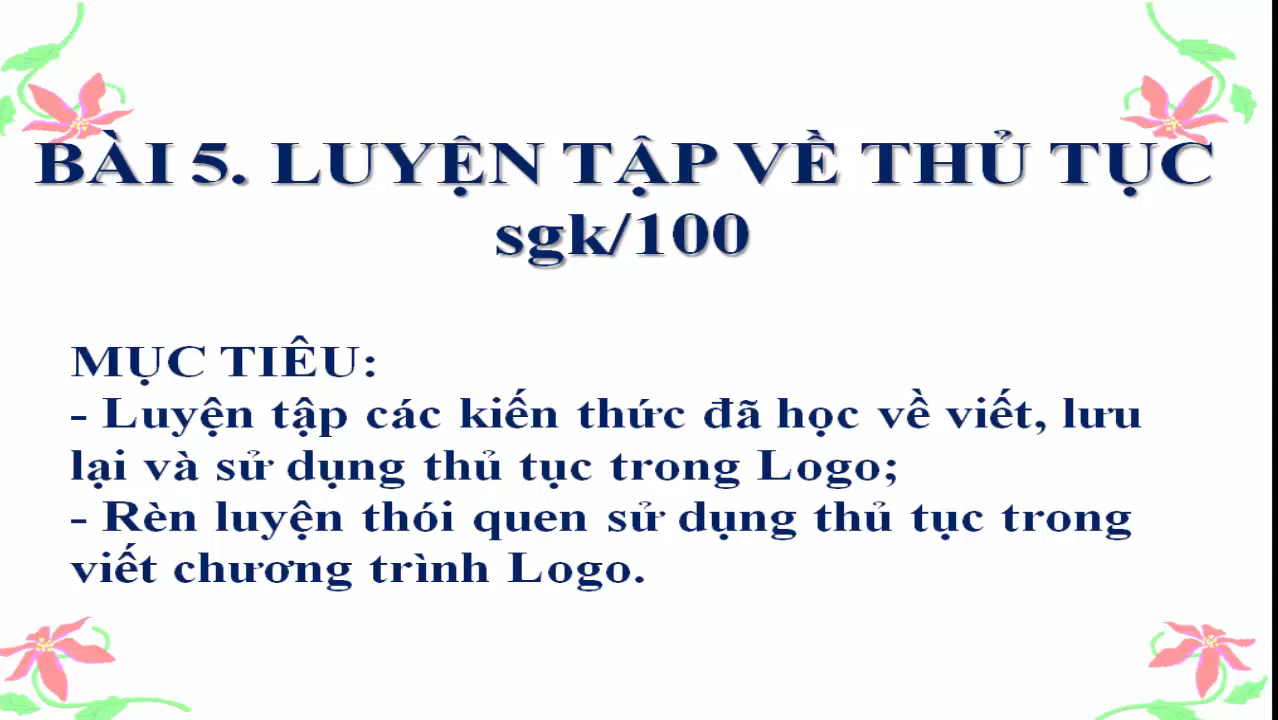 BÀI 5. LUYỆN TẬP VỀ THỦ TỤC
sgk/100
MỤC TIÊU:
- Luyện tập các kiến thức đã học về viết, lưu
lại và sử dụng thủ tục trong Logo;
- Rèn luyện thói quen sử dụng thủ tục trong
viết chương trình Logo.